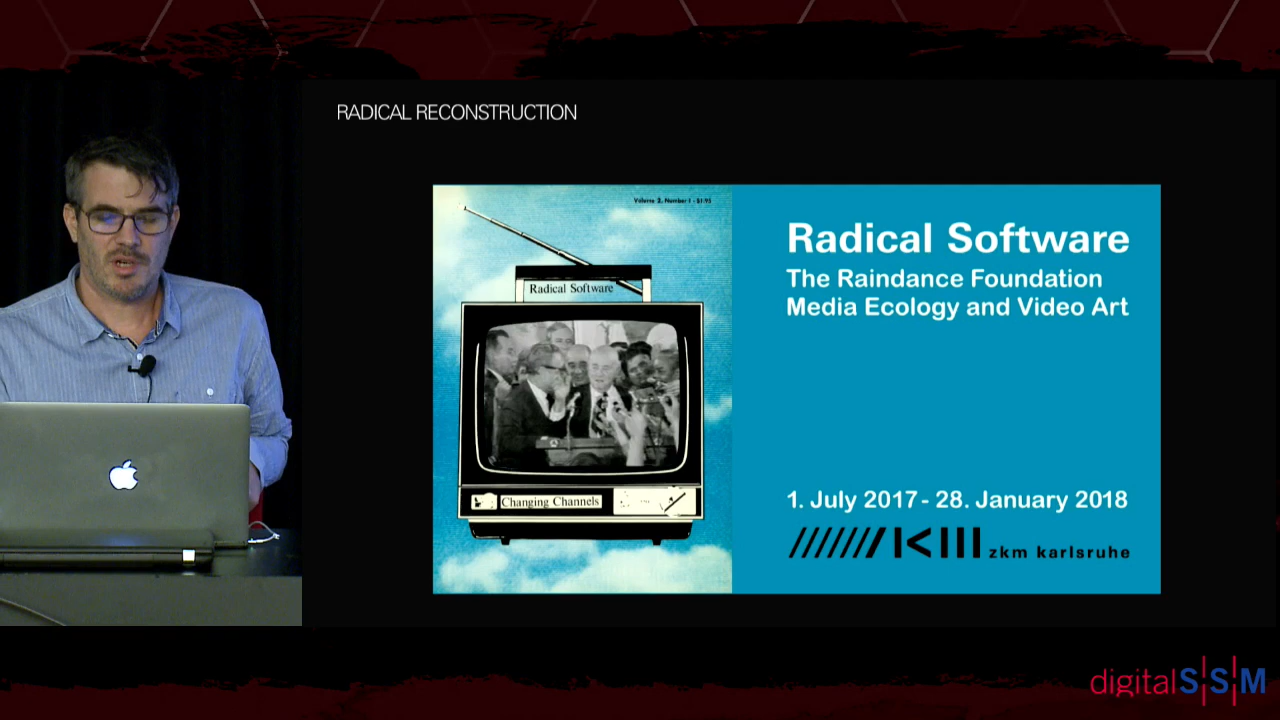 RADICAL RECONSTRUCTION
Volume 2, Number 1 - $1.95
Radical Software
Changing Channels
Radical Software
The Raindance Foundation
Media Ecology and Video Art
1. July 2017 - 28. January 2018
zkm karlsruhe
digitalSSM